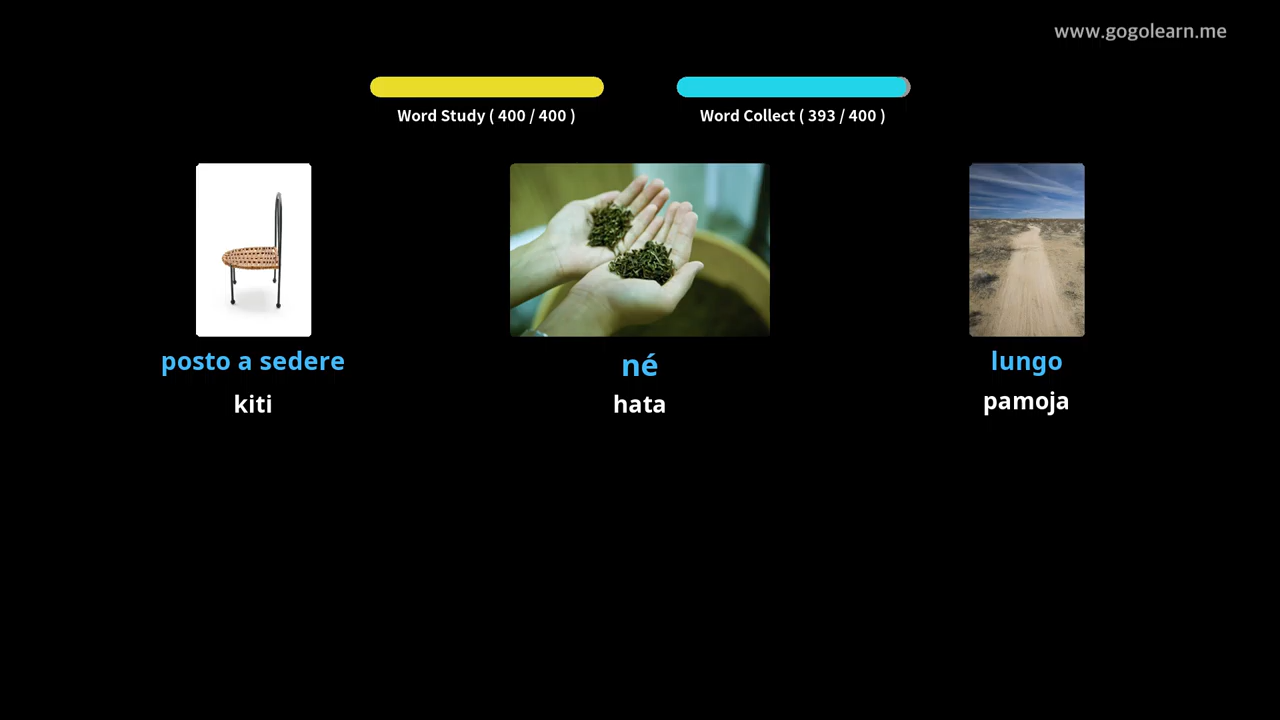 www.gogolearn.me
Word Study ( 400 / 400 )
Word Collect ( 393 / 400 )
posto a sedere
né
lungo
kiti
hata
pamoja